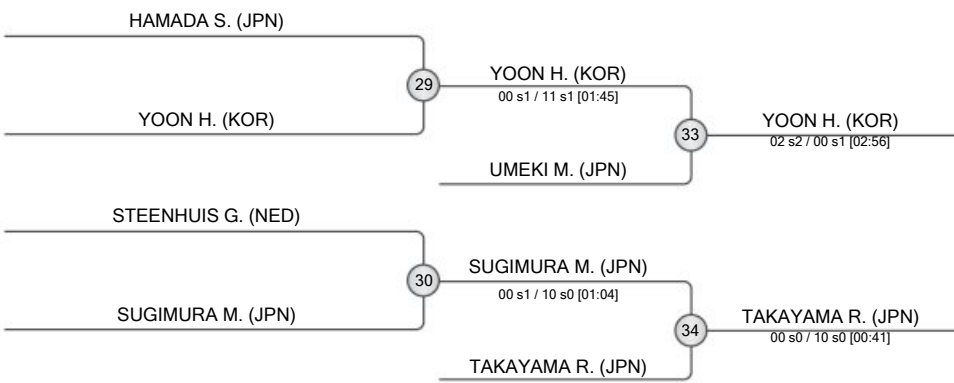 HAMADA S. (JPN)
29
YOON H. (KOR)
00 s1 / 11 s1 [01:45]
YOON H. (KOR)
33
YOON H. (KOR)
02 s2 / 00 s1 [02:56]
UMEKI M. (JPN)
STEENHUIS G. (NED)
30
SUGIMURA M. (JPN)
00 s1 / 10 s0 [01:04]
SUGIMURA M. (JPN)
34
TAKAYAMA R. (JPN)
00 s0 / 10 s0 [00:41]
TAKAYAMA R. (JPN)